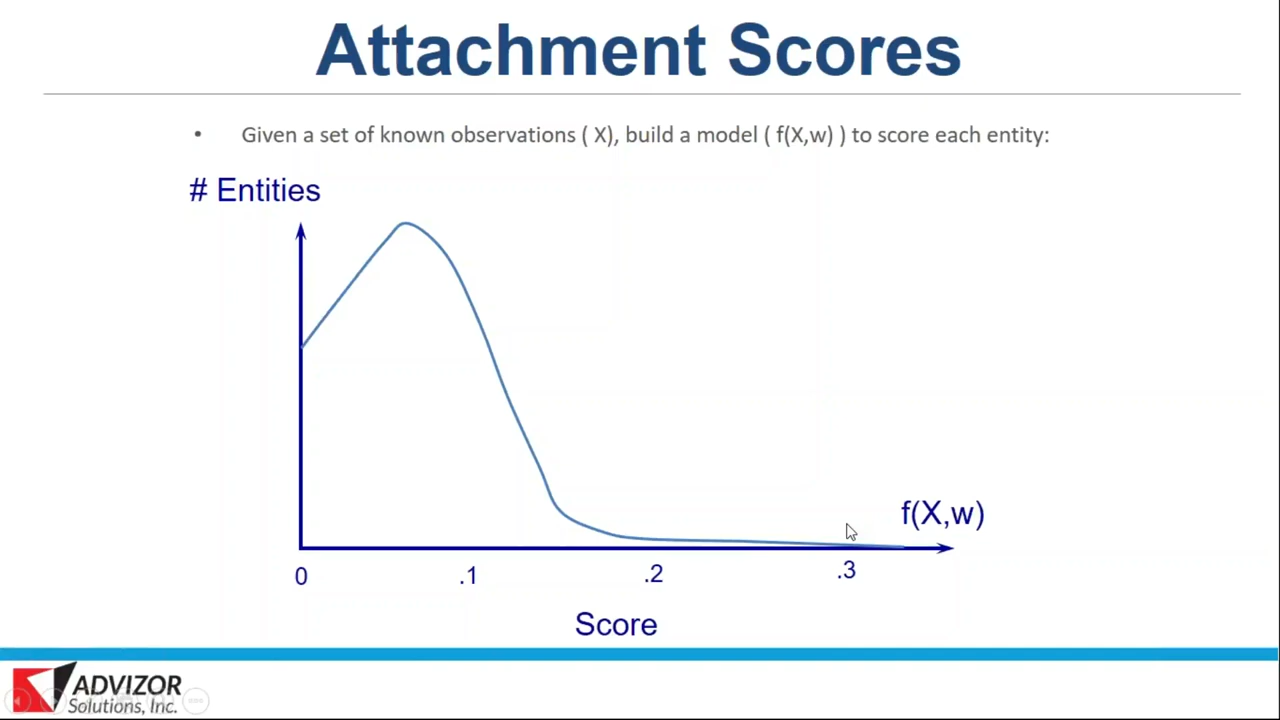 Attachment Scores
• Given a set of known observations ( X), build a model ( f(X,w) ) to score each entity:
# Entities
f(X,w)
0 .1 .2 .3
Score
ADVIZOR
Solutions, Inc.